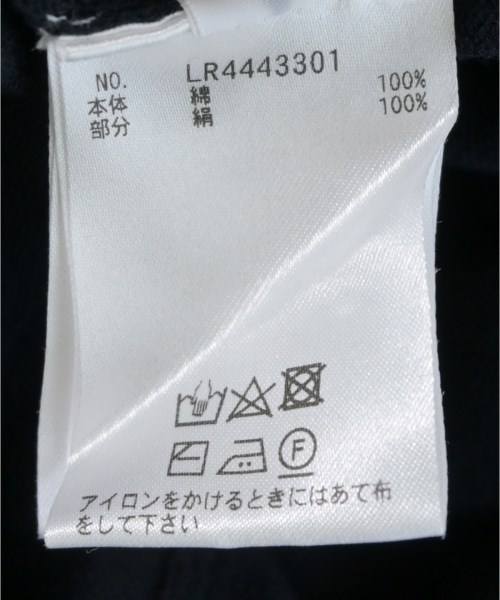 NO. LR4443301
本体 綿 100%
部分 絹 100%
F
アイロンをかけるときにはあて布
をして下さい